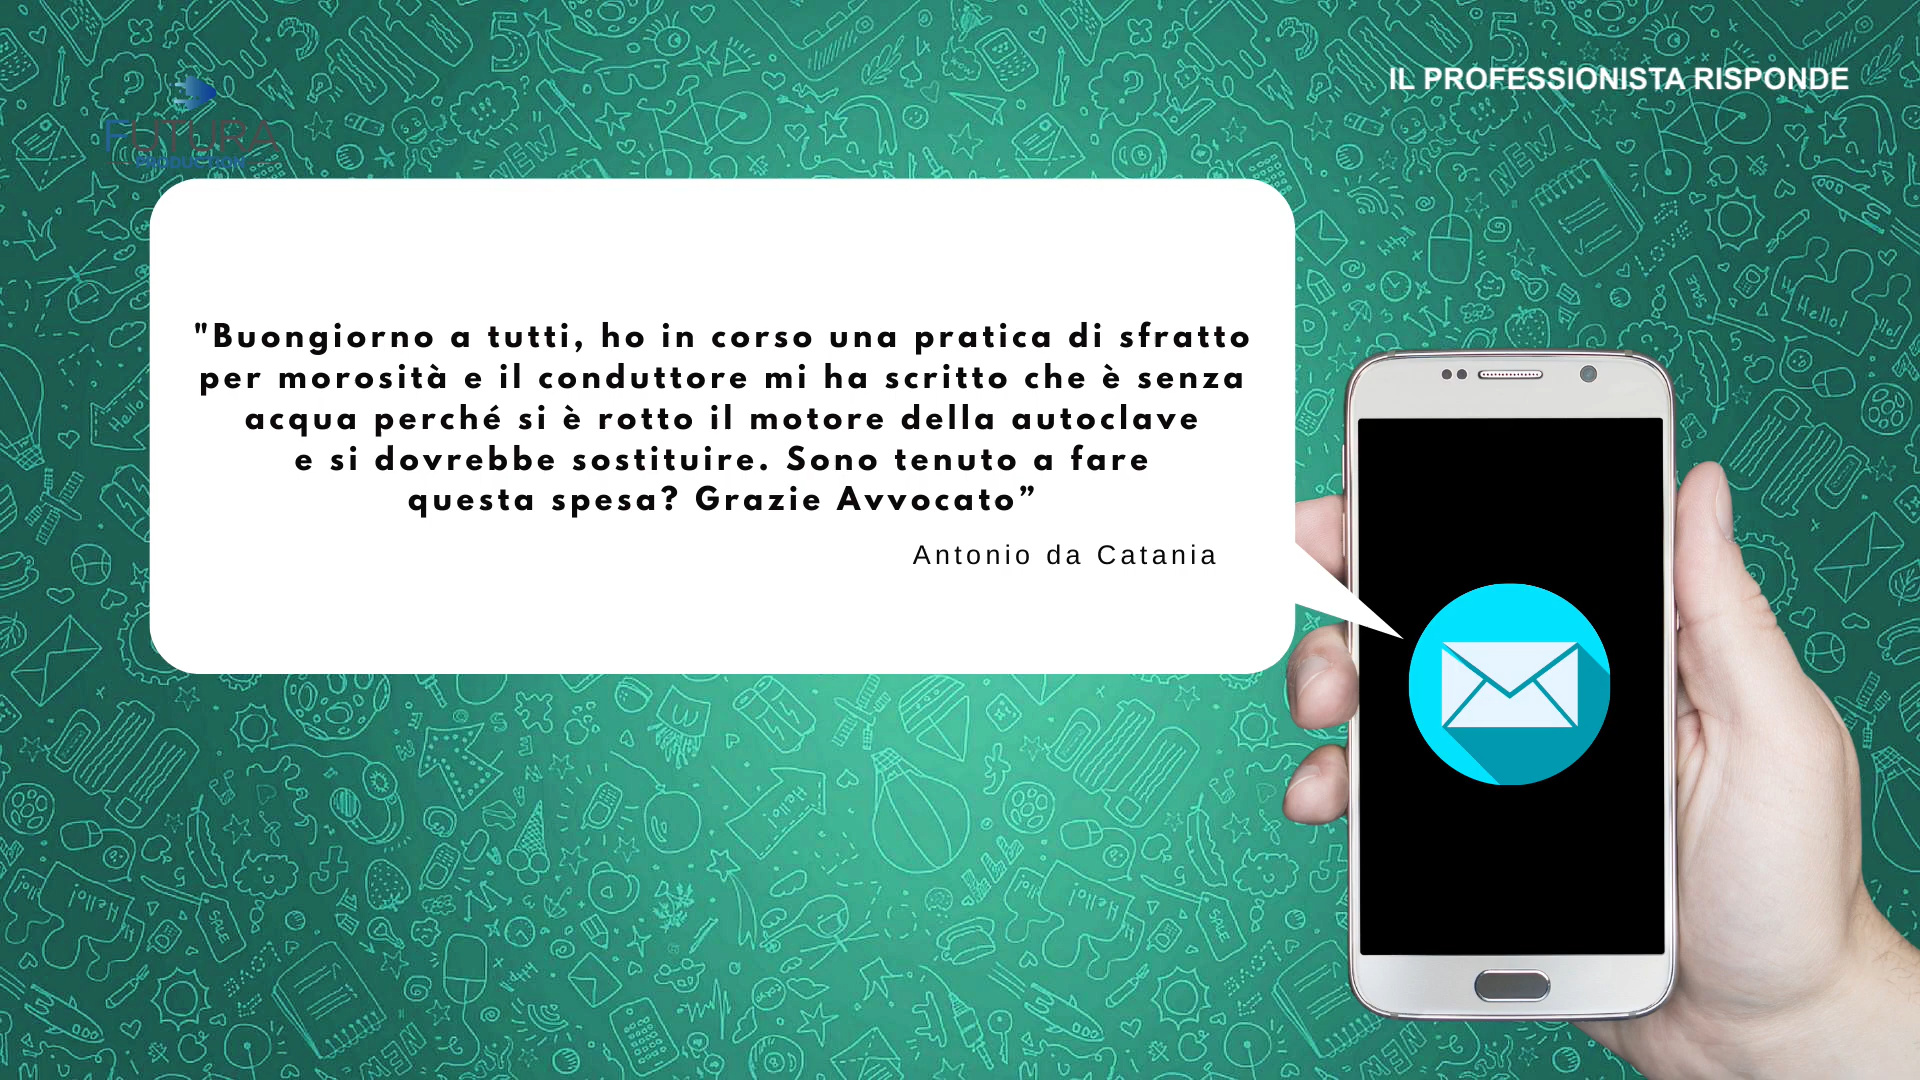 IL PROFESSIONISTA RISPONDE
FUTURA
PRODUCTION
"Buongiorno a tutti, ho in corso una pratica di sfratto
per morosità e il conduttore mi ha scritto che è senza
acqua perché si è rotto il motore della autoclave
e si dovrebbe sostituire. Sono tenuto a fare
questa spesa? Grazie Avvocato”
Antonio da Catania